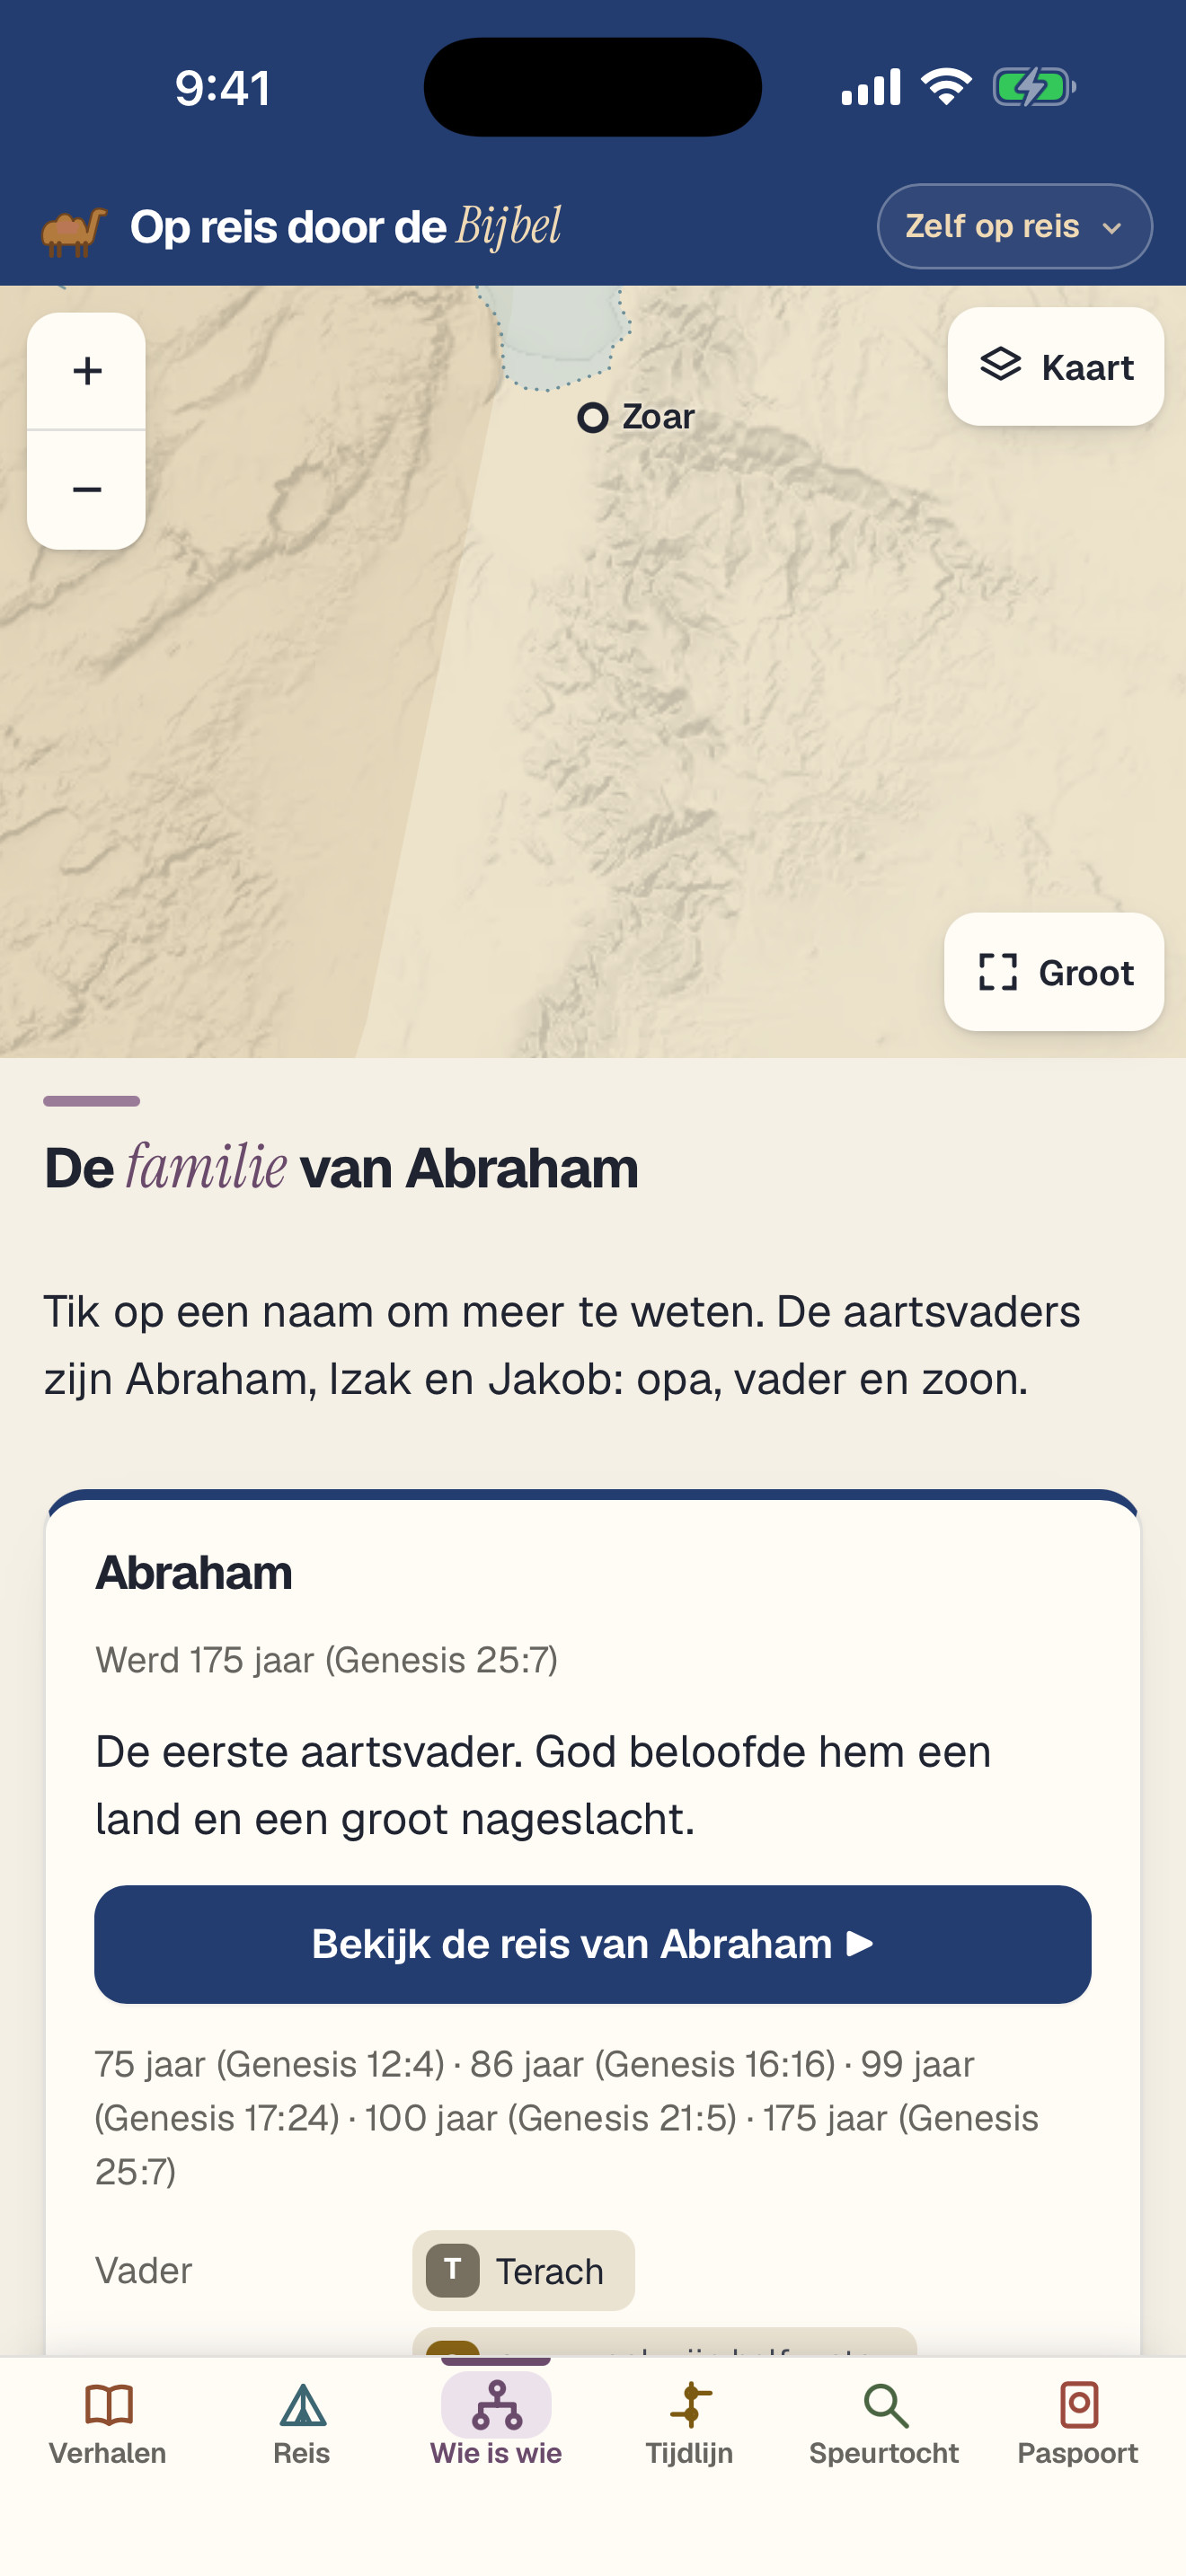 9:41
Op reis door de Bijbel
Zelf op reis
+
Kaart
Zoar
−
Groot
De familie van Abraham
Tik op een naam om meer te weten. De aartsvaders
zijn Abraham, Izak en Jakob: opa, vader en zoon.
Abraham
Werd 175 jaar (Genesis 25:7)
De eerste aartsvader. God beloofde hem een
land en een groot nageslacht.
Bekijk de reis van Abraham ▶
75 jaar (Genesis 12:4) · 86 jaar (Genesis 16:16) · 99 jaar
(Genesis 17:24) · 100 jaar (Genesis 21:5) · 175 jaar (Genesis
25:7)
Vader
T Terach
Verhalen
Reis
Wie is wie
Tijdlijn
Speurtocht
Paspoort